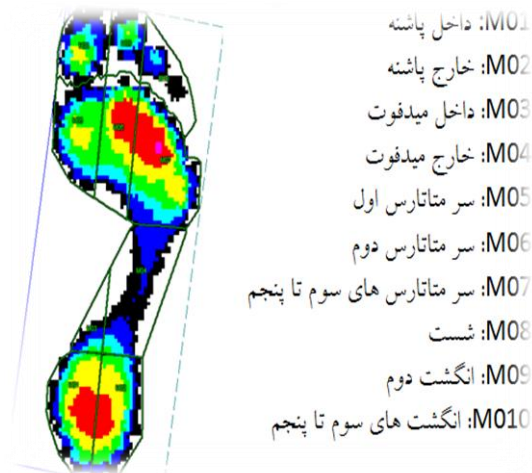 M01: داخل پاشنه
M02: خارج پاشنه
M03: داخل میدفوت
M04: خارج میدفوت
M05: سر متاتارس اول
M06: سر متاتارس دوم
M07: سر متاتارس های سوم تا پنجم
M08: شست
M09: انگشت دوم
M010: انگشت های سوم تا پنجم